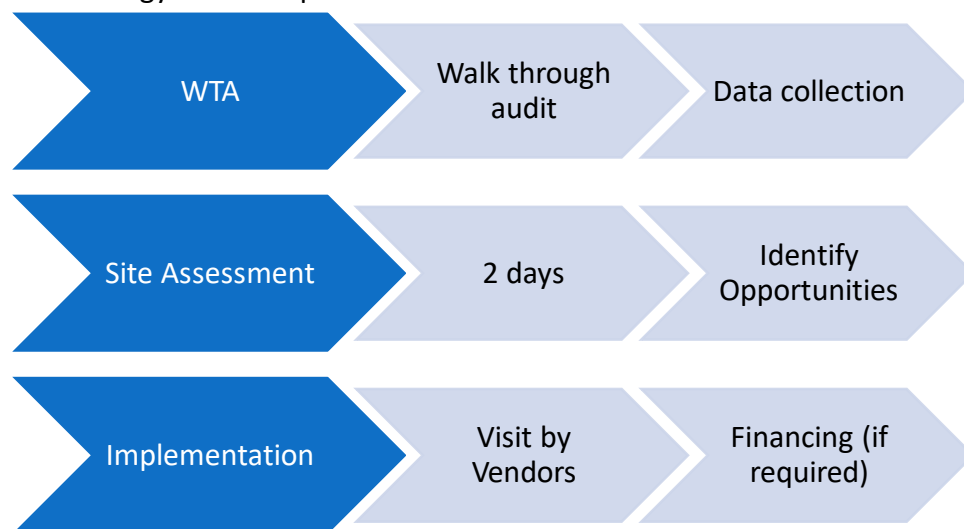 WTA
Walk through
audit
Data collection
Site Assessment
2 days
Identify
Opportunities
Implementation
Visit by
Vendors
Financing (if
required)